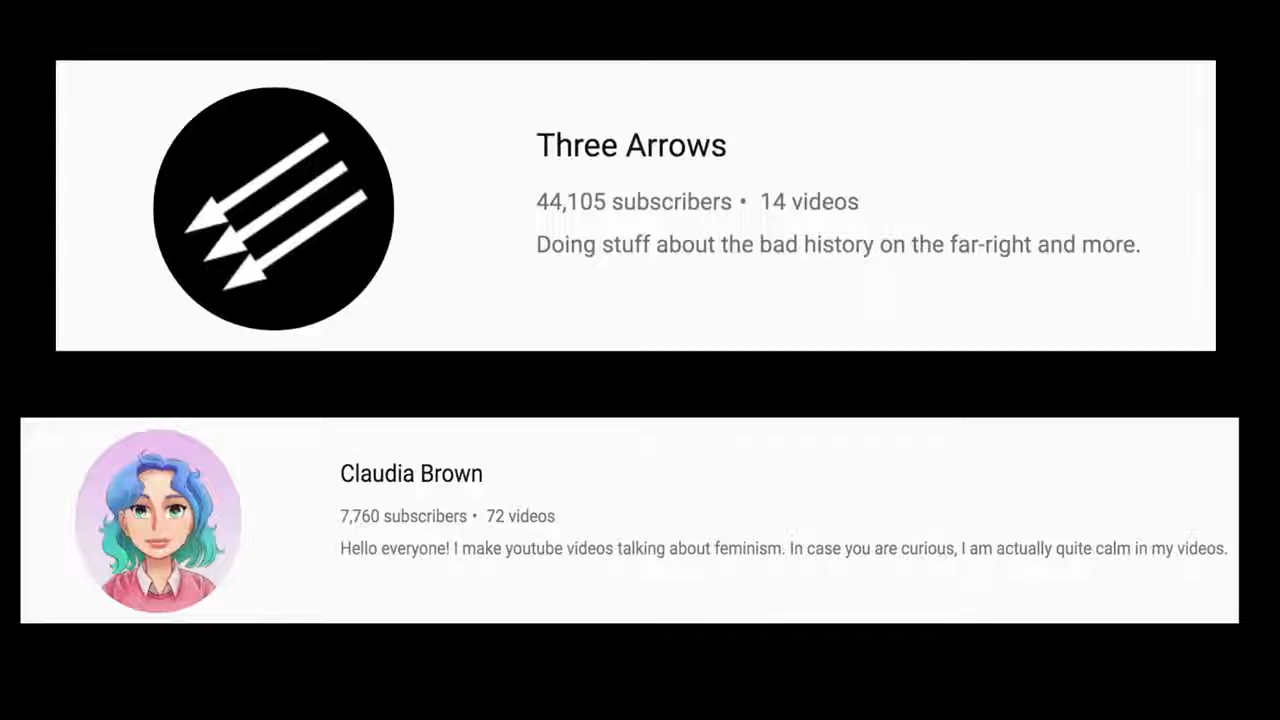 Three Arrows
44,105 subscribers • 14 videos
Doing stuff about the bad history on the far-right and more.
Claudia Brown
7,760 subscribers • 72 videos
Hello everyone! I make youtube videos talking about feminism. In case you are curious, I am actually quite calm in my videos.